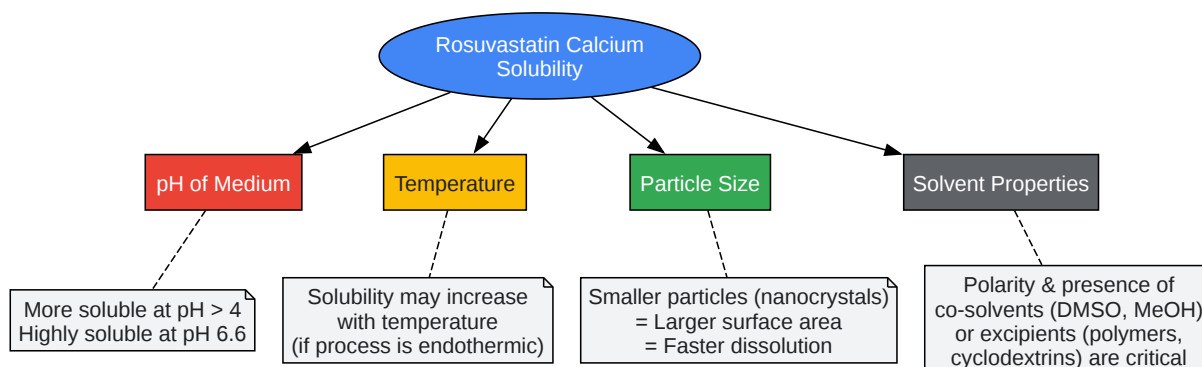 Rosuvastatin Calcium
Solubility
pH of Medium
Temperature
Particle Size
Solvent Properties
More soluble at pH > 4
Highly soluble at pH 6.6
Solubility may increase
with temperature
(if process is endothermic)
Smaller particles (nanocrystals)
= Larger surface area
= Faster dissolution
Polarity & presence of
co-solvents (DMSO, MeOH)
or excipients (polymers,
cyclodextrins) are critical